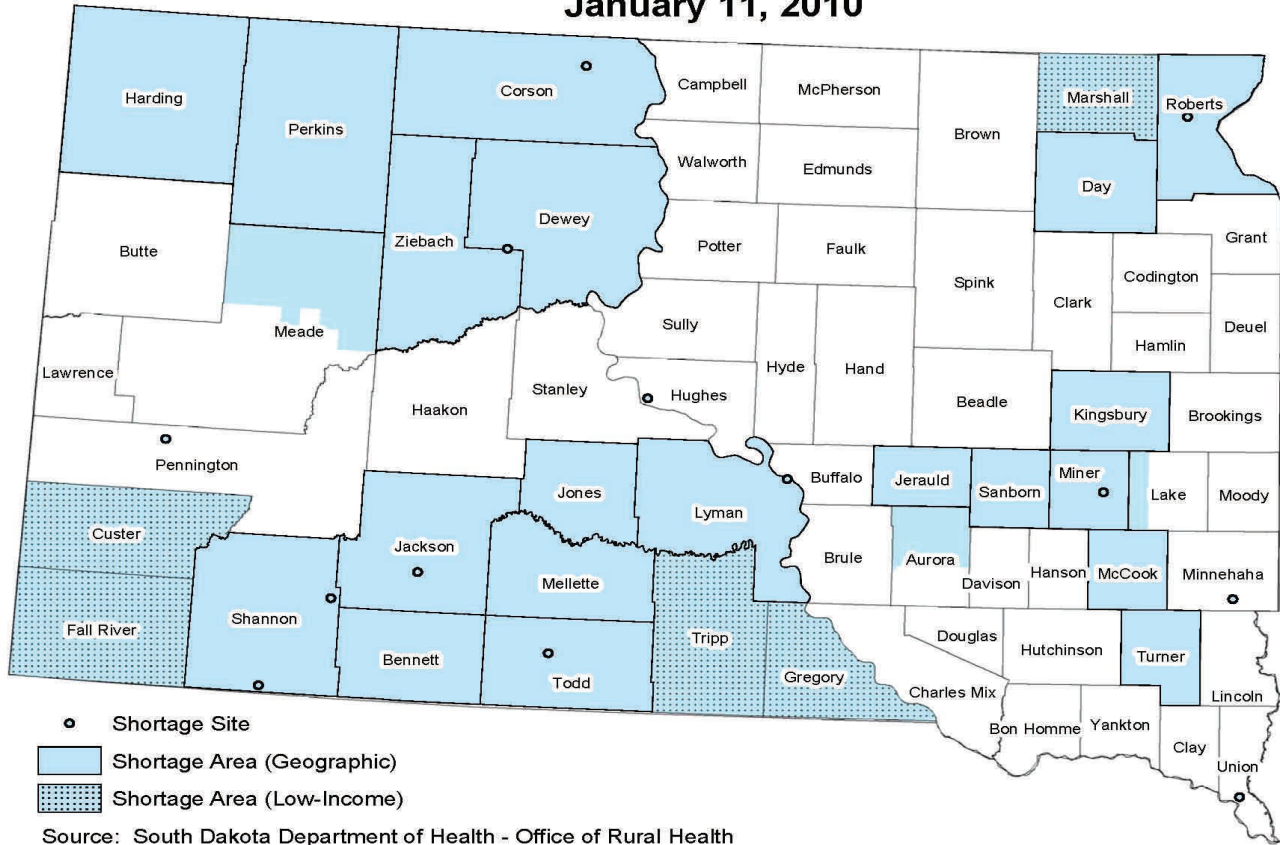 January 11, 2010
Harding
Perkins
Corson
Campbell
McPherson
Brown
Marshall
Roberts
Walworth
Edmunds
Day
Butte
Ziebach
Dewey
Potter
Faulk
Spink
Grant
Codington
Clark
Meade
Sully
Hyde
Hand
Deuel
Hamlin
Lawrence
Haakon
Stanley
Hughes
Beadle
Kingsbury
Brookings
Pennington
Jones
Lyman
Buffalo
Jerauld
Sanborn
Miner
Lake
Moody
Custer
Jackson
Mellette
Brule
Aurora
Davison
Hanson
McCook
Minnehaha
Fall River
Shannon
Bennett
Todd
Tripp
Gregory
Douglas
Hutchinson
Turner
Lincoln
Charles Mix
Bon Homme
Yankton
Clay
Union
Shortage Site
Shortage Area (Geographic)
Shortage Area (Low-Income)
Source: South Dakota Department of Health - Office of Rural Health